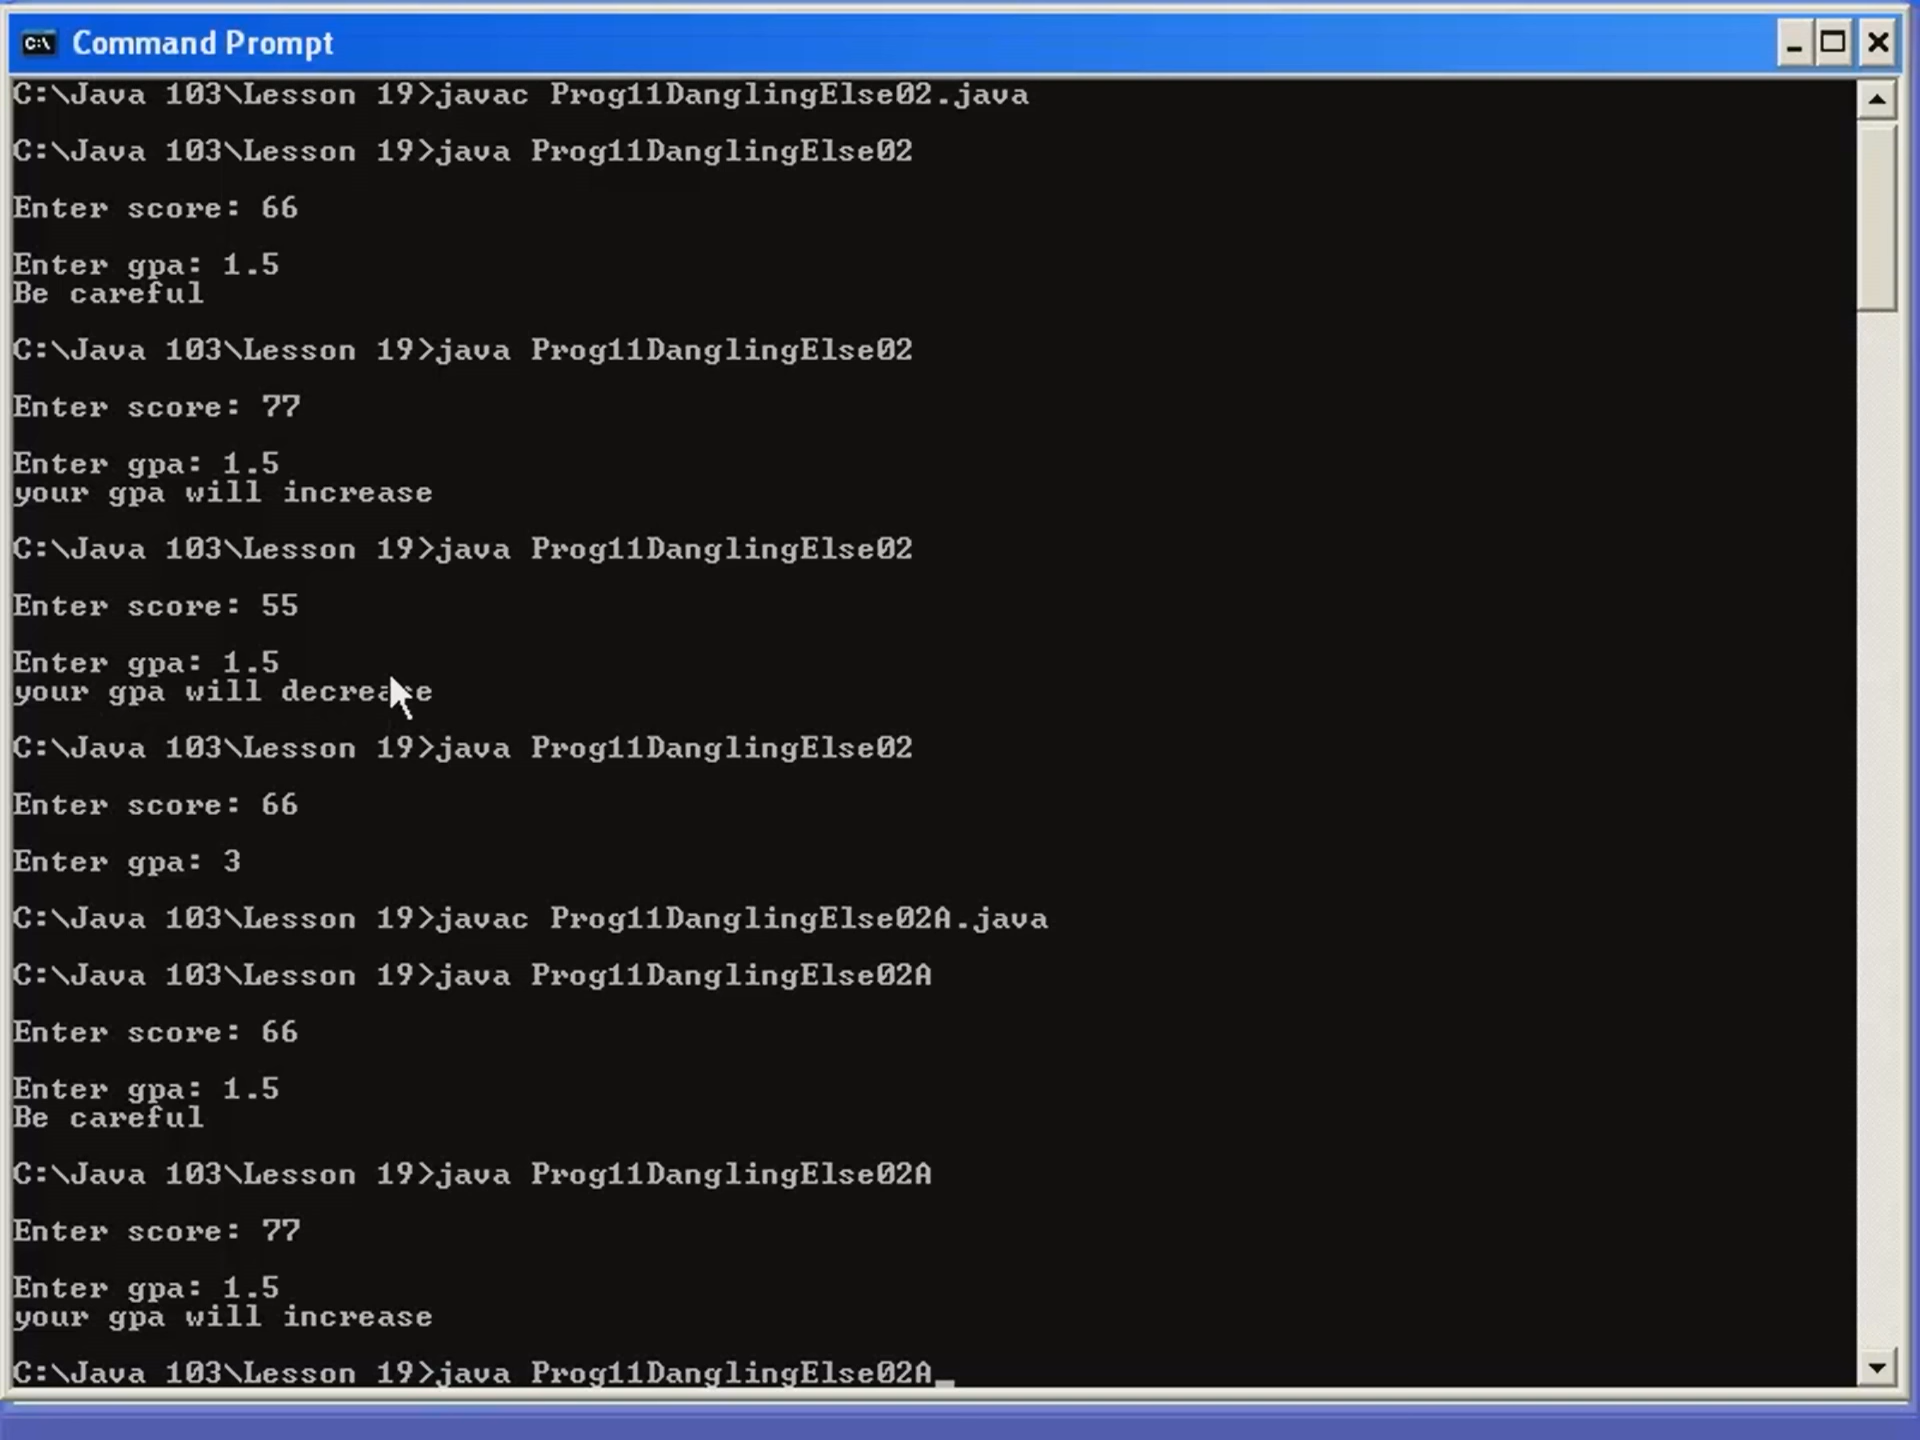 Command Prompt
C:\Java 103\Lesson 19>javac Prog11DanglingElse02.java
C:\Java 103\Lesson 19>java Prog11DanglingElse02
Enter score: 66
Enter gpa: 1.5
Be careful
C:\Java 103\Lesson 19>java Prog11DanglingElse02
Enter score: 77
Enter gpa: 1.5
your gpa will increase
C:\Java 103\Lesson 19>java Prog11DanglingElse02
Enter score: 55
Enter gpa: 1.5
your gpa will decrease
C:\Java 103\Lesson 19>java Prog11DanglingElse02
Enter score: 66
Enter gpa: 3
C:\Java 103\Lesson 19>javac Prog11DanglingElse02A.java
C:\Java 103\Lesson 19>java Prog11DanglingElse02A
Enter score: 66
Enter gpa: 1.5
Be careful
C:\Java 103\Lesson 19>java Prog11DanglingElse02A
Enter score: 77
Enter gpa: 1.5
your gpa will increase
C:\Java 103\Lesson 19>java Prog11DanglingElse02A_